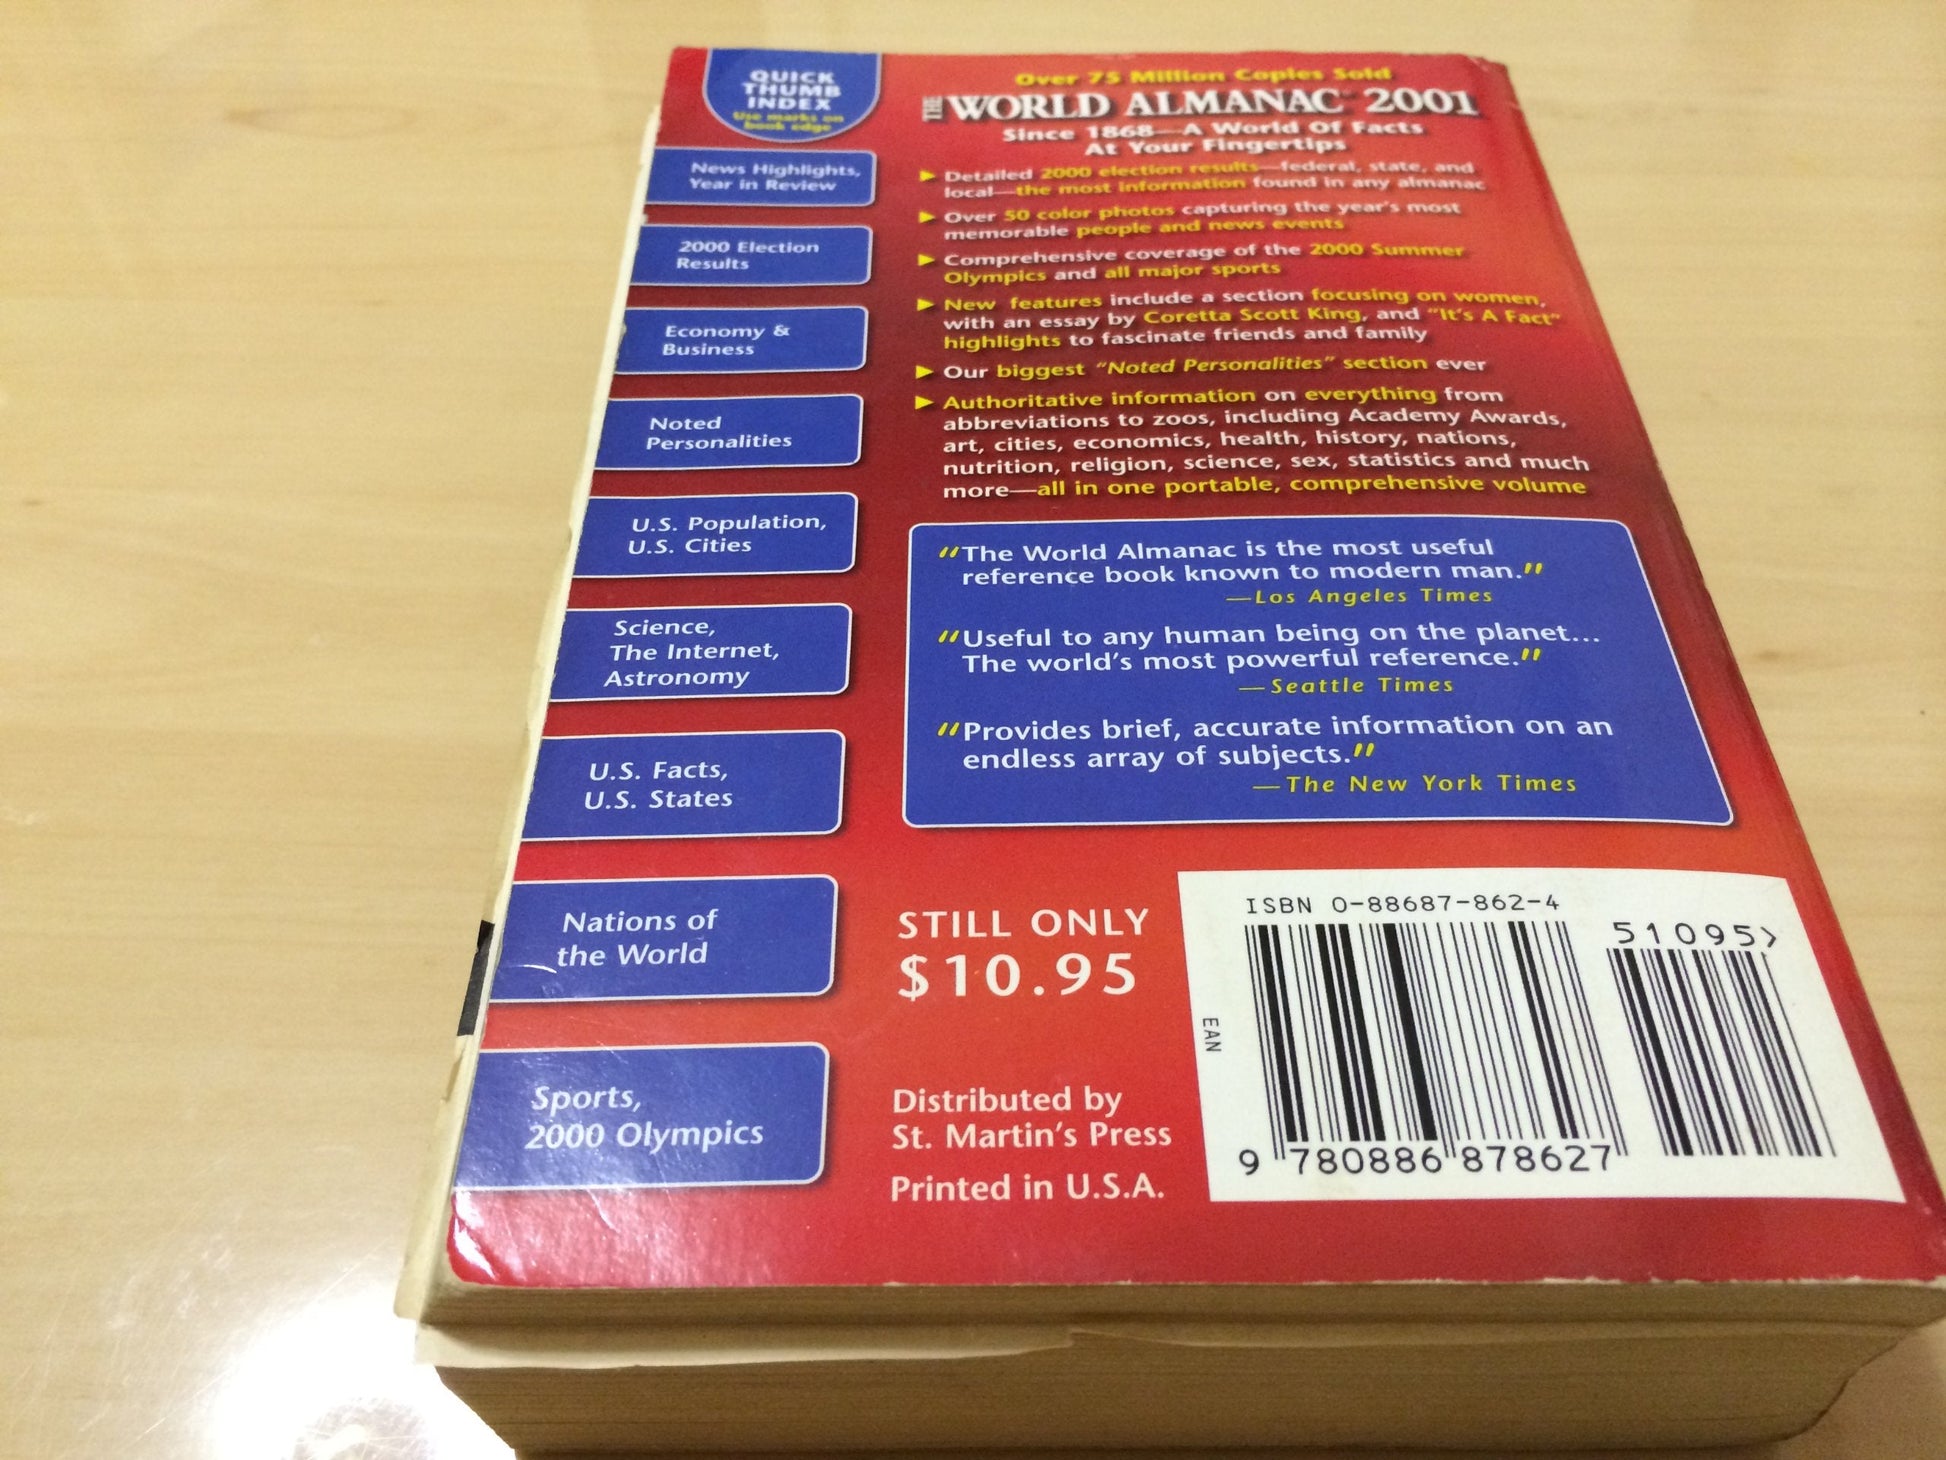 QUICK
THUMB
INDEX
Use marks on
book edge
News Highlights,
Year in Review
2000 Election
Results
Economy &
Business
Noted
Personalities
U.S. Population,
U.S. Cities
Science,
The Internet,
Astronomy
U.S. Facts,
U.S. States
Nations of
the World
Sports,
2000 Olympics
Over 75 Million Copies Sold
THE WORLD ALMANAC™ 2001
Since 1868—A World Of Facts
At Your Fingertips
► Detailed 2000 election results—federal, state, and
local—the most information found in any almanac
► Over 50 color photos capturing the year's most
memorable people and news events
► Comprehensive coverage of the 2000 Summer
Olympics and all major sports
► New features include a section focusing on women,
with an essay by Coretta Scott King, and "It's A Fact"
highlights to fascinate friends and family
► Our biggest "Noted Personalities" section ever
► Authoritative information on everything from
abbreviations to zoos, including Academy Awards,
art, cities, economics, health, history, nations,
nutrition, religion, science, sex, statistics and much
more—all in one portable, comprehensive volume
"The World Almanac is the most useful
reference book known to modern man."
—Los Angeles Times
"Useful to any human being on the planet...
The world's most powerful reference."
—Seattle Times
"Provides brief, accurate information on an
endless array of subjects."
—The New York Times
STILL ONLY
$10.95
Distributed by
St. Martin's Press
Printed in U.S.A.
ISBN 0-88687-862-4
51095>
EAN
9 780886 878627